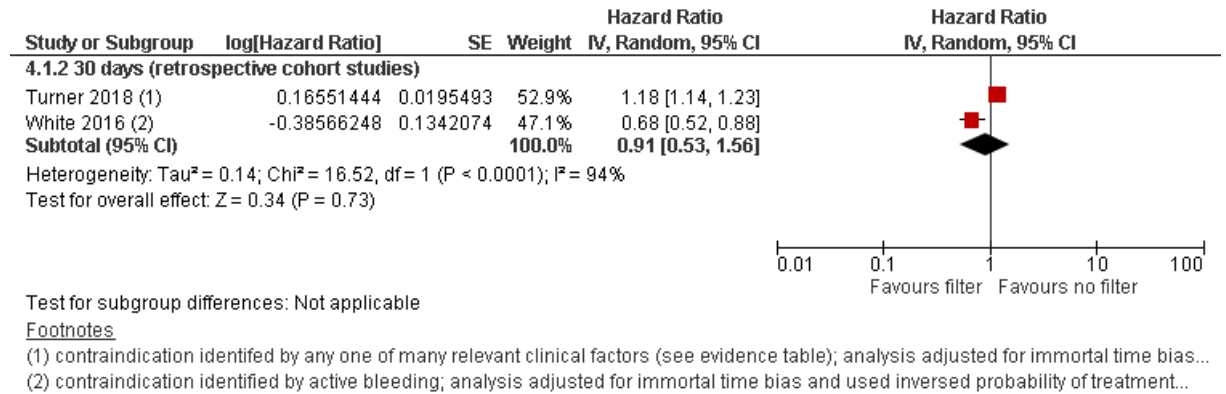 Hazard Ratio Hazard Ratio
Study or Subgroup log[Hazard Ratio] SE Weight IV, Random, 95% CI IV, Random, 95% CI
4.1.2 30 days (retrospective cohort studies)
Turner 2018 (1) 0.16551444 0.0195493 52.9% 1.18 [1.14, 1.23]
White 2016 (2) -0.38566248 0.1342074 47.1% 0.68 [0.52, 0.88]
Subtotal (95% CI) 100.0% 0.91 [0.53, 1.56]
Heterogeneity: Tau² = 0.14; Chi² = 16.52, df = 1 (P < 0.0001); I² = 94%
Test for overall effect: Z = 0.34 (P = 0.73)
0.01 0.1 1 10 100
Favours filter Favours no filter
Test for subgroup differences: Not applicable
Footnotes
(1) contraindication identifed by any one of many relevant clinical factors (see evidence table); analysis adjusted for immortal time bias...
(2) contraindication identified by active bleeding; analysis adjusted for immortal time bias and used inversed probability of treatment...